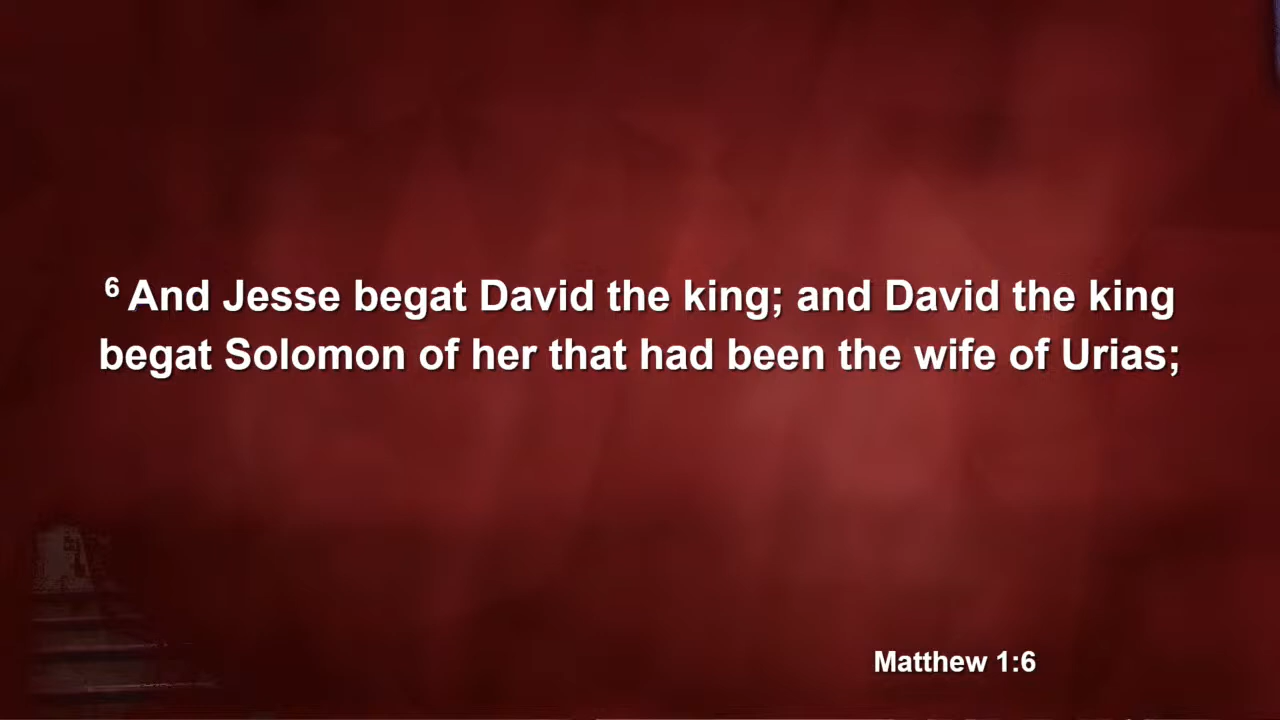 6 And Jesse begat David the king; and David the king
begat Solomon of her that had been the wife of Urias;
Matthew 1:6